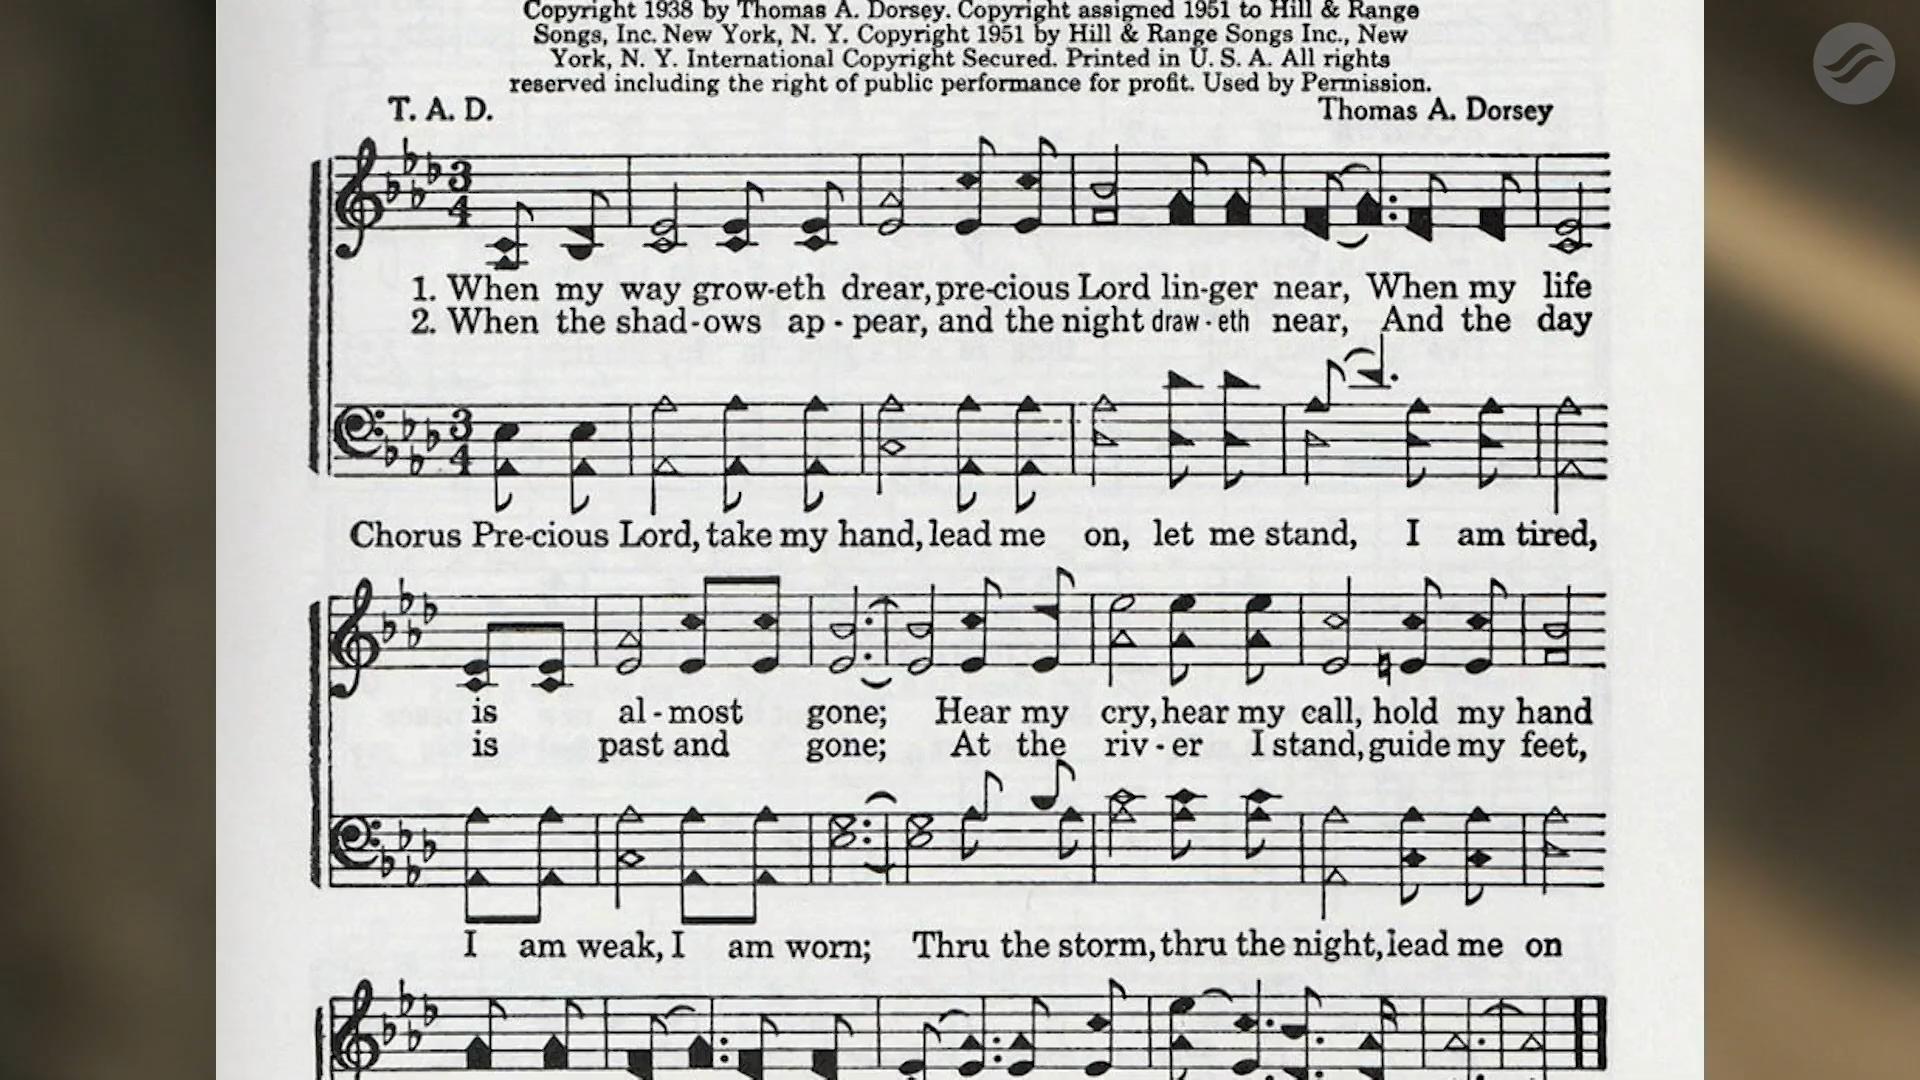 Copyright 1938 by Thomas A. Dorsey. Copyright assigned 1951 to Hill & Range
Songs, Inc. New York, N. Y. Copyright 1951 by Hill & Range Songs Inc., New
York, N. Y. International Copyright Secured. Printed in U. S. A. All rights
reserved including the right of public performance for profit. Used by Permission.
T. A. D. Thomas A. Dorsey
3
4
1. When my way grow-eth drear, pre-cious Lord lin-ger near, When my life
2. When the shad-ows ap - pear, and the night draw - eth near, And the day
3
4
Chorus Pre-cious Lord, take my hand, lead me on, let me stand, I am tired,
is al - most gone; Hear my cry, hear my call, hold my hand
is past and gone; At the riv - er I stand, guide my feet,
I am weak, I am worn; Thru the storm, thru the night, lead me on